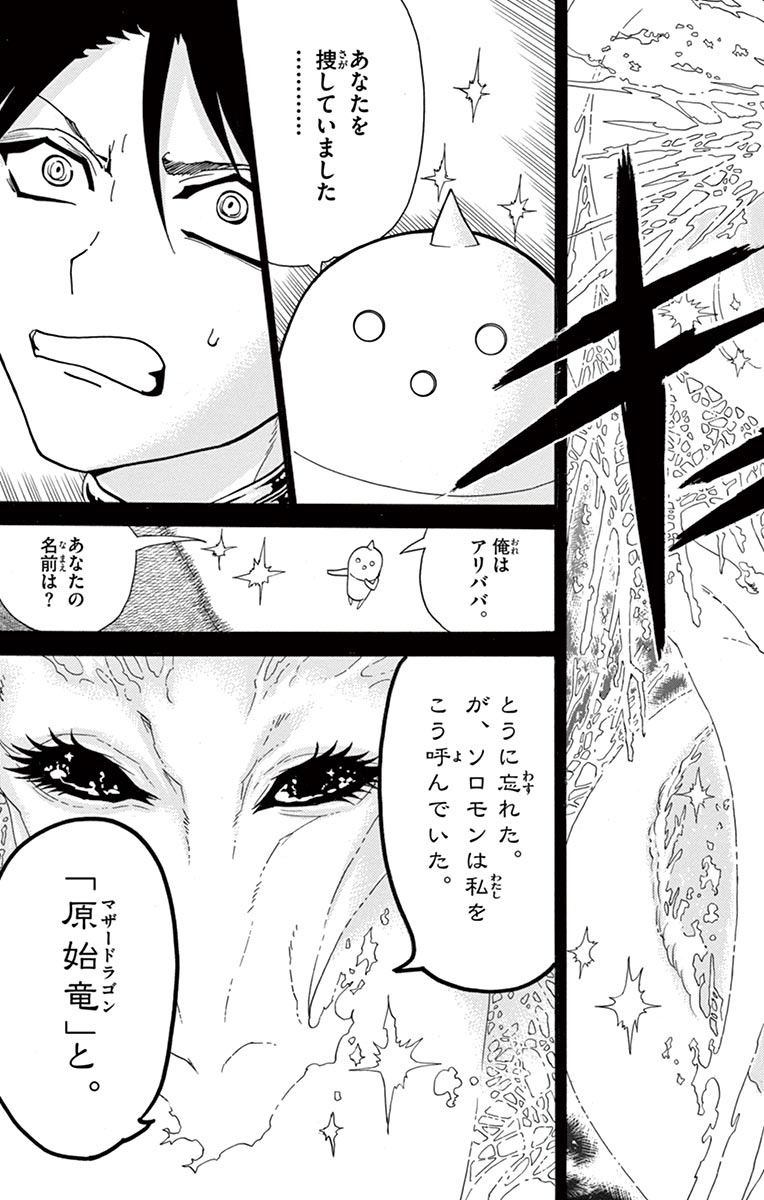 あなたを
捜していました
…………
俺は
アリババ。
あなたの
名前は?
とうに忘れた。
が、ソロモンは私を
こう呼んでいた。
「原始竜」と。